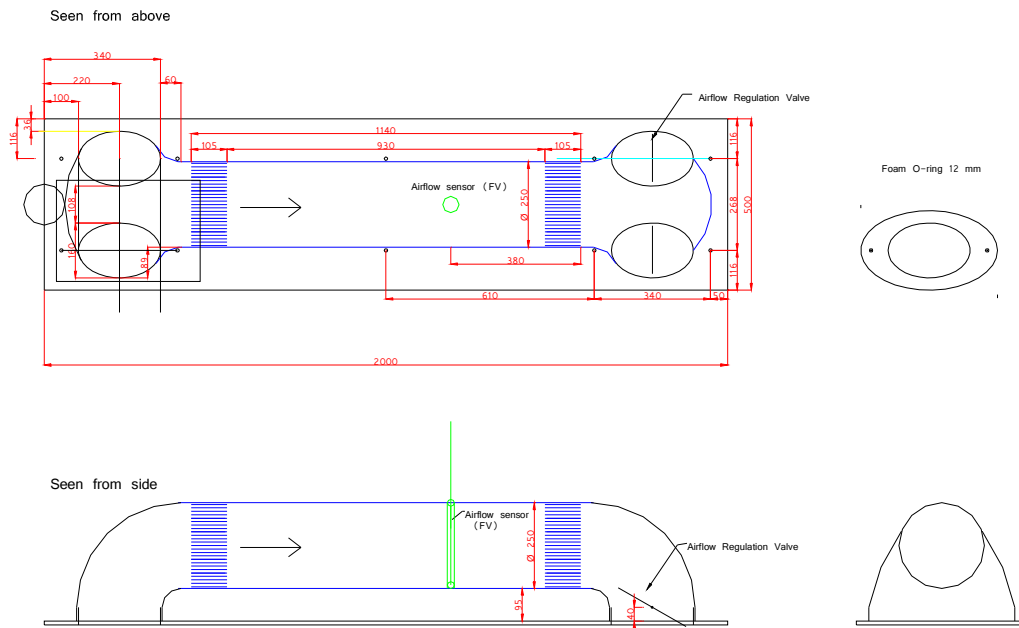 Seen from above
340
220
60
100
36
116
1140
105
930
105
Airflow Regulation Valve
116
Airflow sensor (FV)
Ø 250
Foam O-ring 12 mm
108
268
500
160
89
380
116
610
340
50
2000
Seen from side
Airflow sensor
(FV)
Ø 250
Airflow Regulation Valve
95
40